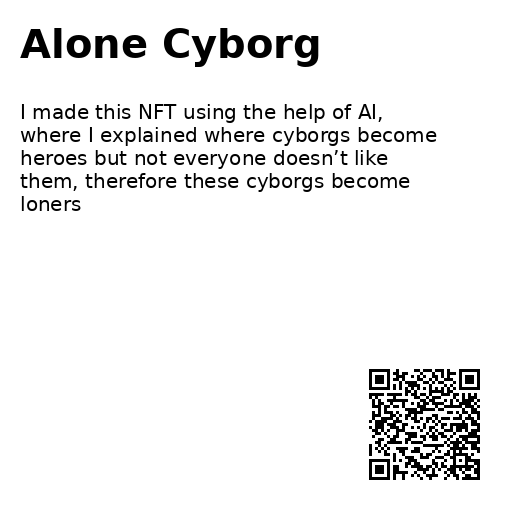 Alone Cyborg
I made this NFT using the help of AI,
where I explained where cyborgs become
heroes but not everyone doesn’t like
them, therefore these cyborgs become
loners